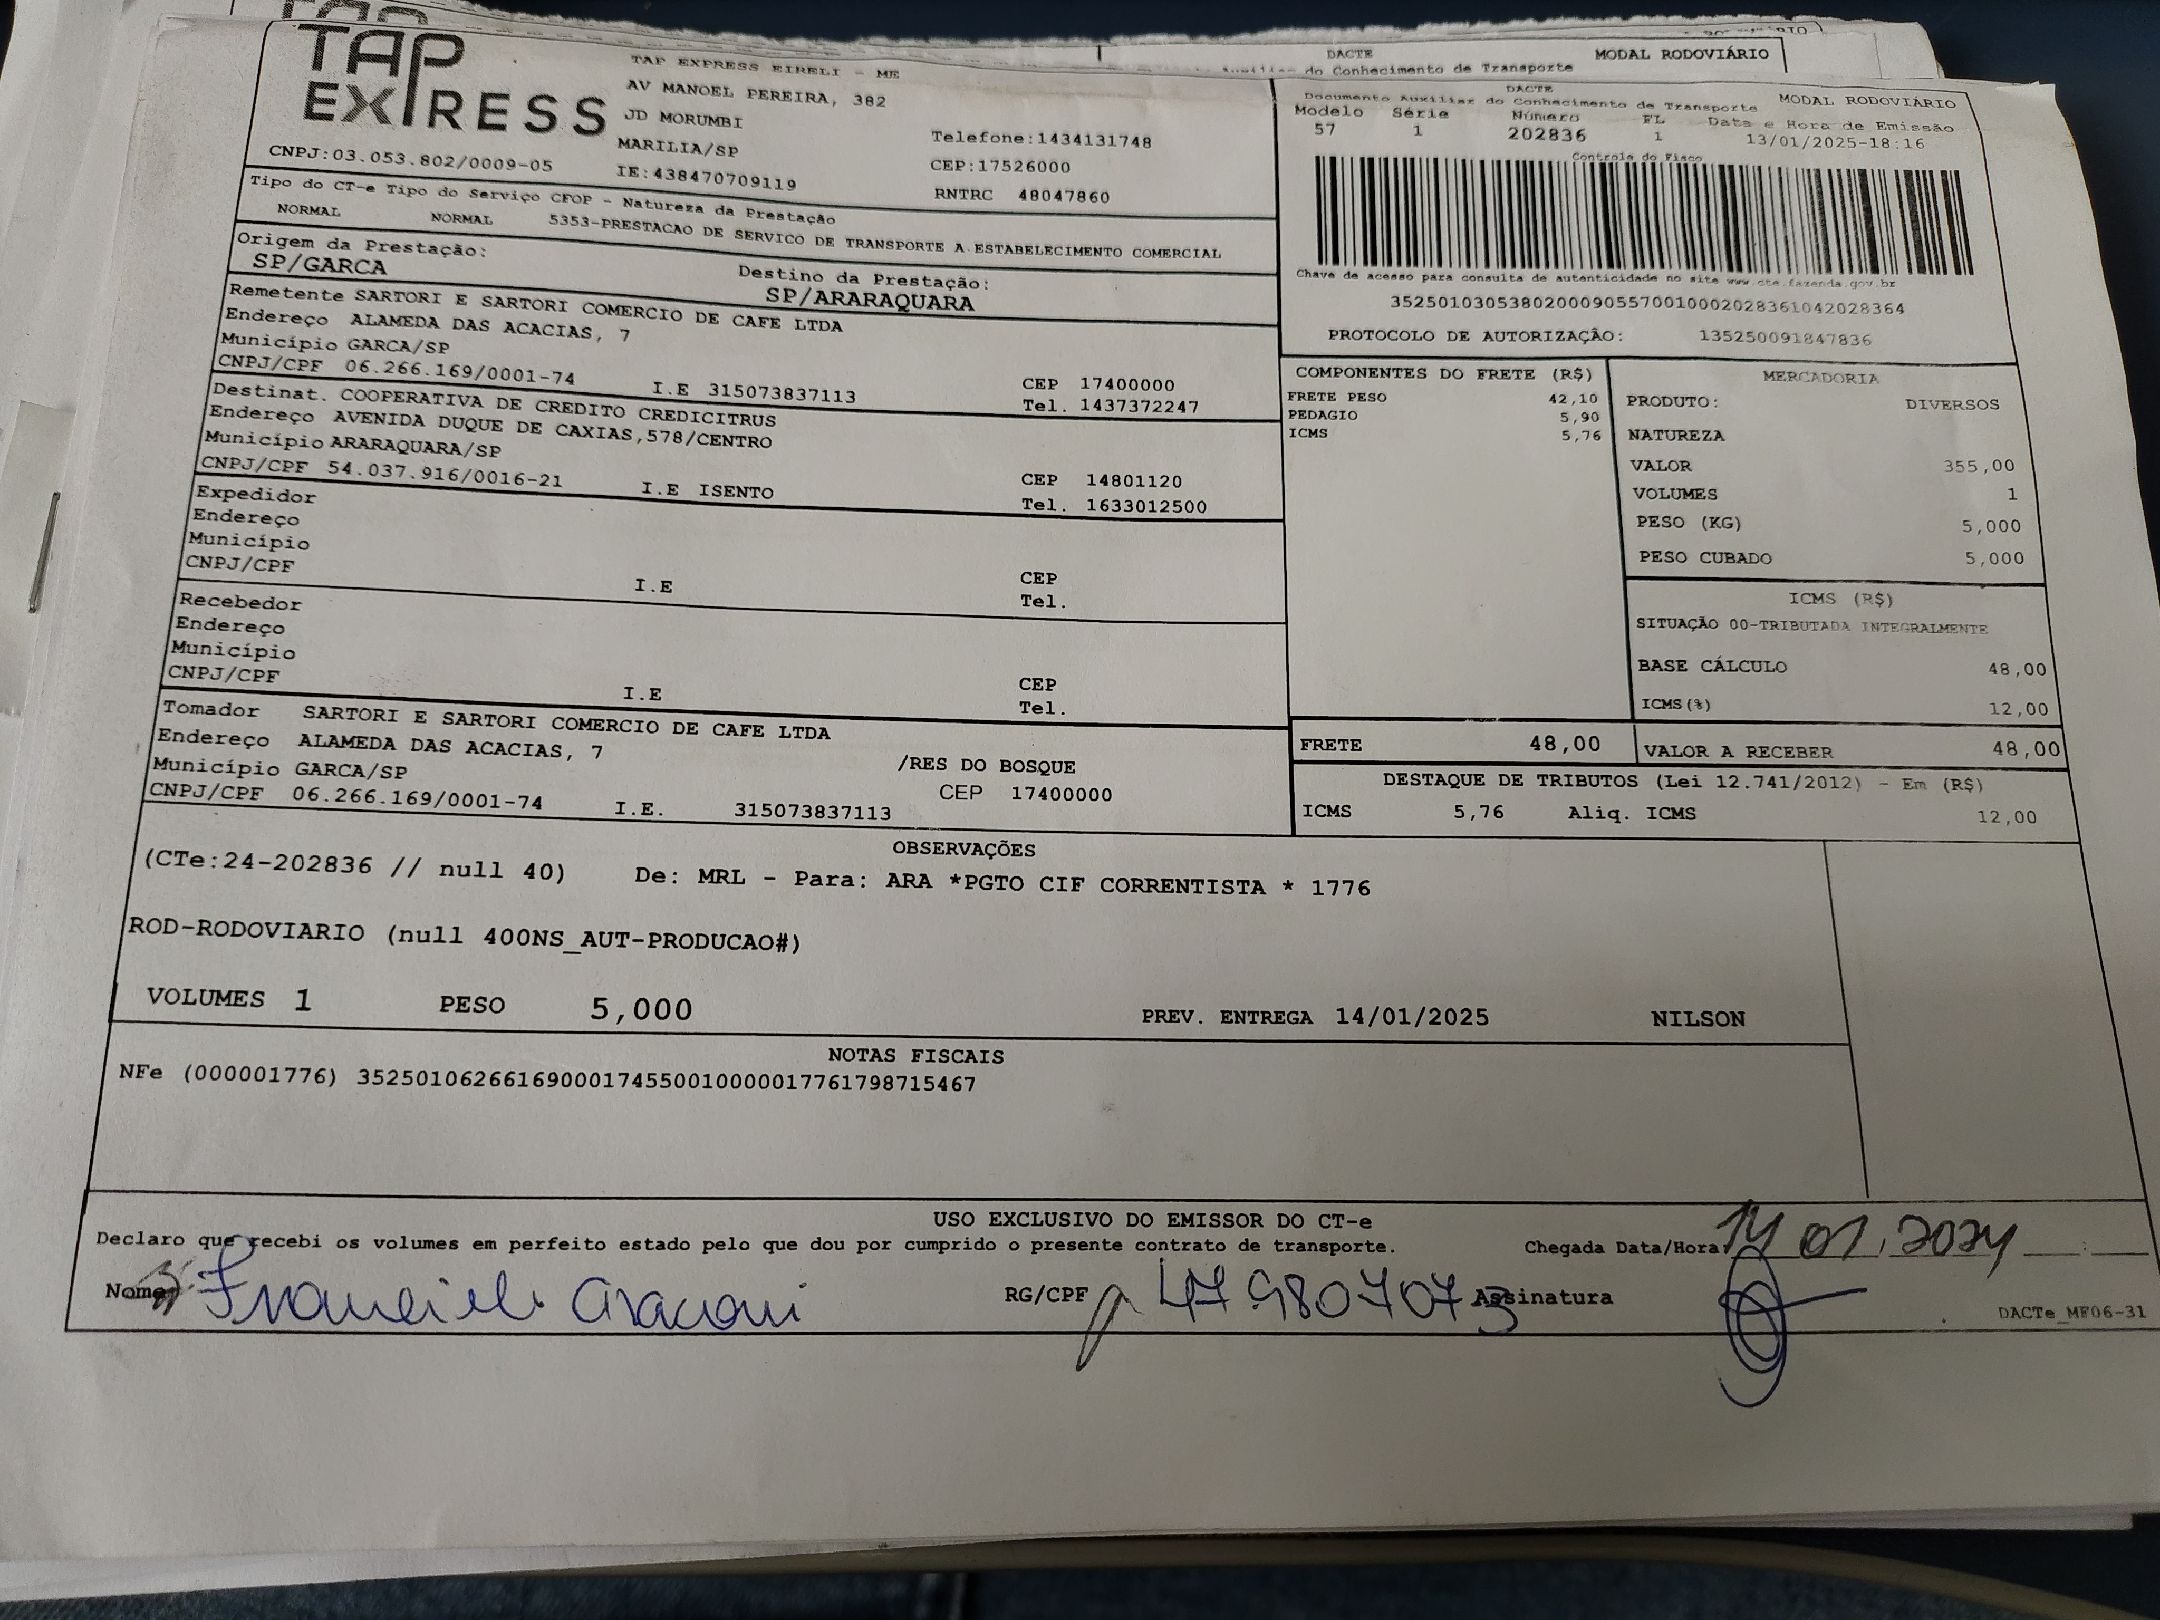 DACTE MODAL RODOVIÁRIO
do Conhecimento de Transporte
TAP EXPRESS
TAP EXPRESS EIRELI - ME
AV MANOEL PEREIRA, 382
JD MORUMBI
MARILIA/SP
Telefone:1434131748
CEP:17526000
CNPJ:03.053.802/0009-05 IE:438470709119 RNTRC 48047860
DACTE
Documento Auxiliar do Conhecimento de Transporte MODAL RODOVIÁRIO
Modelo Série Número FL Data e Hora de Emissão
57 1 202836 1 13/01/2025-18:16
Controle do Fisco
Chave de acesso para consulta de autenticidade no site www.cte.fazenda.gov.br
35250103053802000905570010002028361042028364
PROTOCOLO DE AUTORIZAÇÃO: 135250091847836
Tipo do CT-e Tipo do Serviço CFOP - Natureza da Prestação
NORMAL NORMAL 5353-PRESTACAO DE SERVICO DE TRANSPORTE A ESTABELECIMENTO COMERCIAL
Origem da Prestação: Destino da Prestação:
SP/GARCA SP/ARARAQUARA
Remetente SARTORI E SARTORI COMERCIO DE CAFE LTDA
Endereço ALAMEDA DAS ACACIAS, 7
Município GARCA/SP CEP 17400000
CNPJ/CPF 06.266.169/0001-74 I.E 315073837113 Tel. 1437372247
Destinat. COOPERATIVA DE CREDITO CREDICITRUS
Endereço AVENIDA DUQUE DE CAXIAS,578/CENTRO
Município ARARAQUARA/SP CEP 14801120
CNPJ/CPF 54.037.916/0016-21 I.E ISENTO Tel. 1633012500
Expedidor
Endereço
Município CEP
CNPJ/CPF I.E Tel.
Recebedor
Endereço
Município CEP
CNPJ/CPF I.E Tel.
Tomador SARTORI E SARTORI COMERCIO DE CAFE LTDA
Endereço ALAMEDA DAS ACACIAS, 7 /RES DO BOSQUE
Município GARCA/SP CEP 17400000
CNPJ/CPF 06.266.169/0001-74 I.E. 315073837113
COMPONENTES DO FRETE (R$)
FRETE PESO 42,10
PEDAGIO 5,90
ICMS 5,76
MERCADORIA
PRODUTO: DIVERSOS
NATUREZA
VALOR 355,00
VOLUMES 1
PESO (KG) 5,000
PESO CUBADO 5,000
ICMS (R$)
SITUAÇÃO 00-TRIBUTADA INTEGRALMENTE
BASE CÁLCULO 48,00
ICMS(%) 12,00
FRETE 48,00 VALOR A RECEBER 48,00
DESTAQUE DE TRIBUTOS (Lei 12.741/2012) - Em (R$)
ICMS 5,76 Aliq. ICMS 12,00
OBSERVAÇÕES
(CTe:24-202836 // null 40) De: MRL - Para: ARA *PGTO CIF CORRENTISTA * 1776
ROD-RODOVIARIO (null 400NS_AUT-PRODUCAO#)
VOLUMES 1 PESO 5,000 PREV. ENTREGA 14/01/2025 NILSON
NOTAS FISCAIS
NFe (000001776) 35250106266169000174550010000017761798715467
USO EXCLUSIVO DO EMISSOR DO CT-e
Declaro que recebi os volumes em perfeito estado pelo que dou por cumprido o presente contrato de transporte. Chegada Data/Hora 14 01.2024
Nome RG/CPF 47.9807073 Assinatura
DACTe_MF06-31